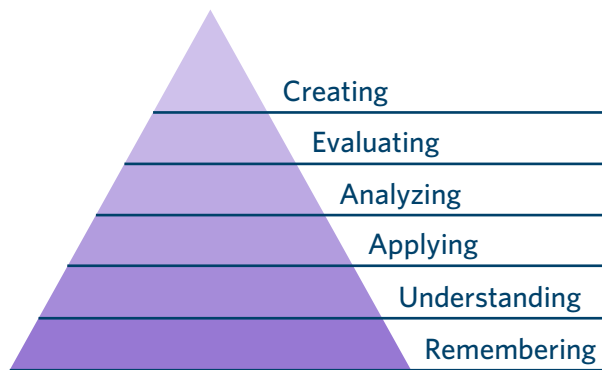 Creating
Evaluating
Analyzing
Applying
Understanding
Remembering